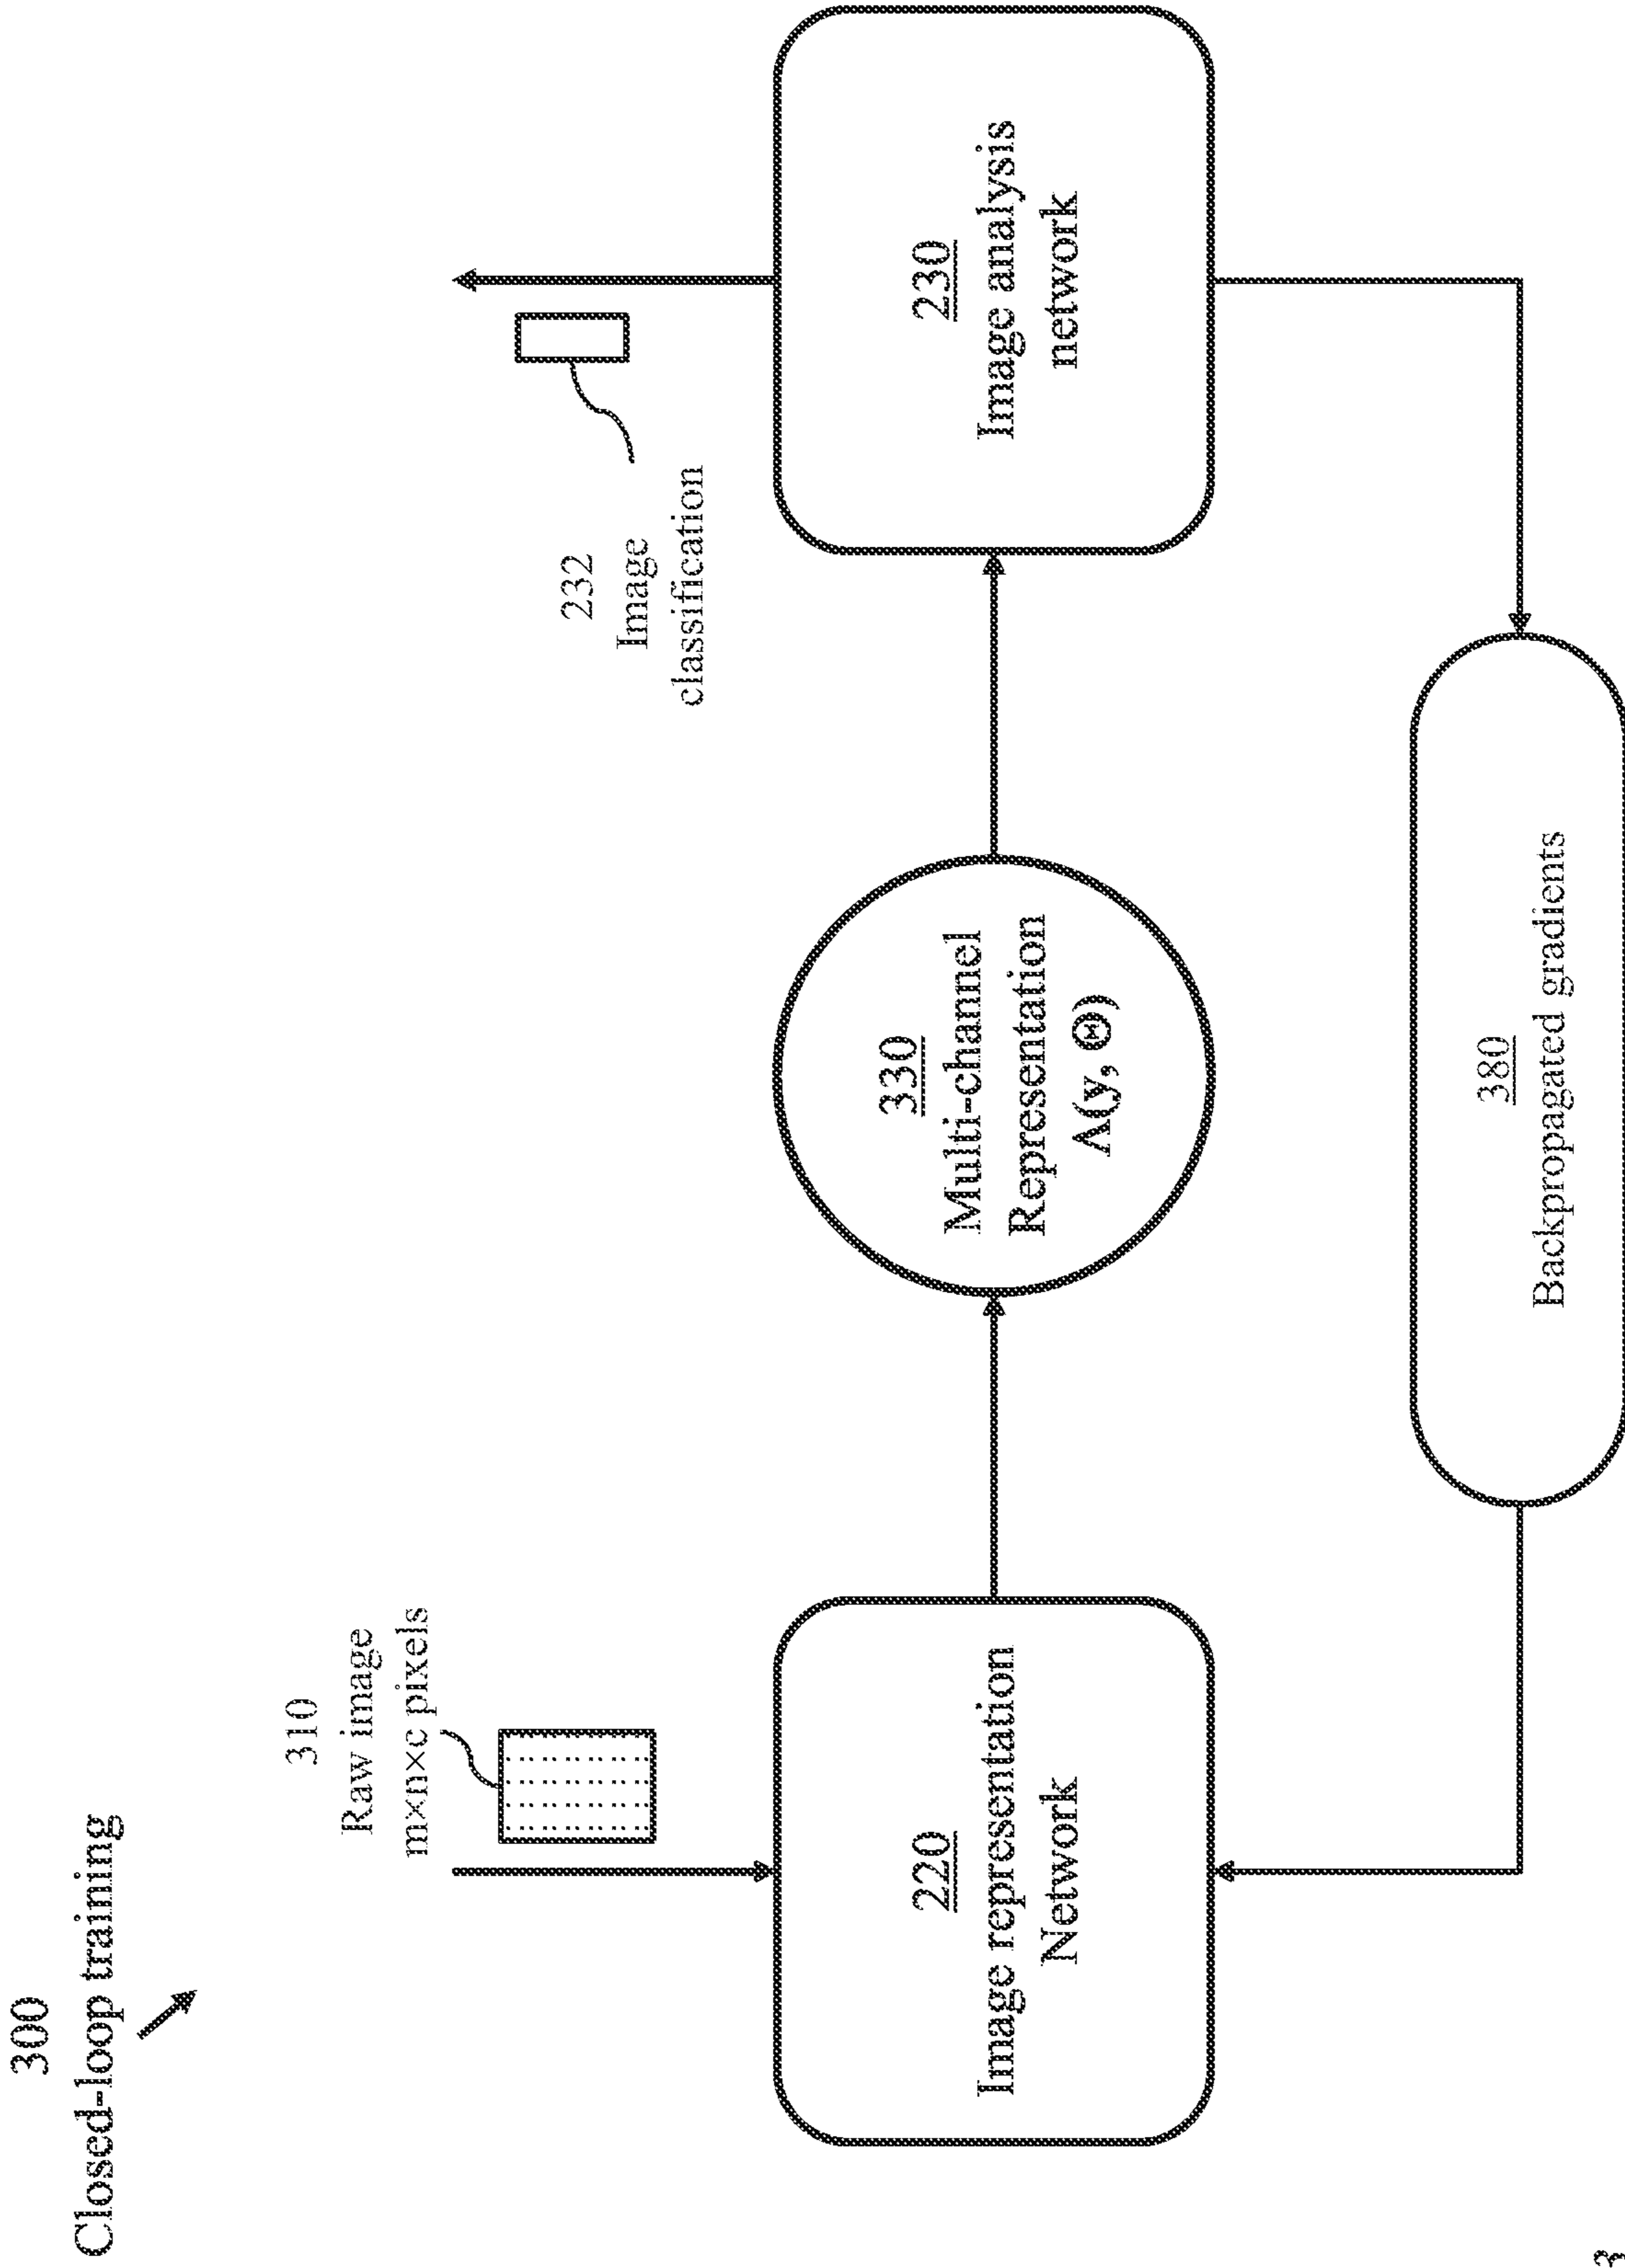 300
Closed-loop training
310
Raw image
m×n×c pixels
232
Image
classification
220
Image representation
Network
330
Multi-channel
Representation
Λ(y, Θ)
230
Image analysis
network
380
Backpropagated gradients
3